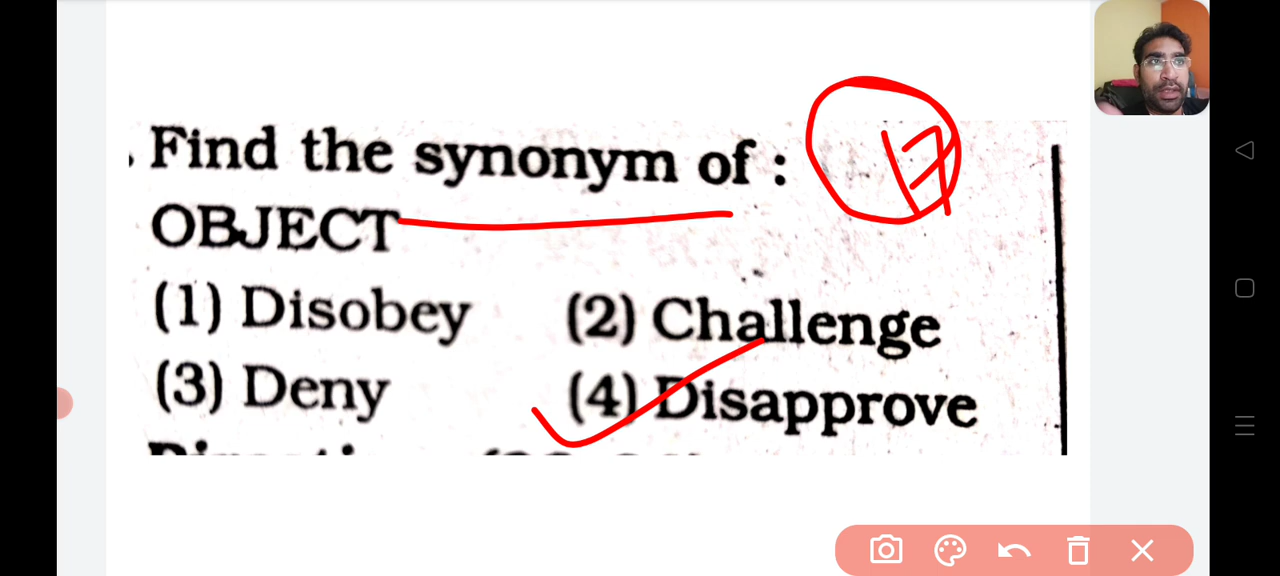 . Find the synonym of :
17
OBJECT
(1) Disobey (2) Challenge
(3) Deny (4) Disapprove